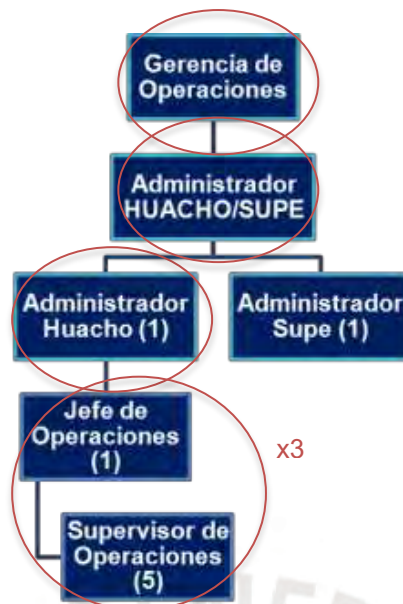 Gerencia de
Operaciones
Administrador
HUACHO/SUPE
Administrador
Huacho (1)
Administrador
Supe (1)
Jefe de
Operaciones
(1)
x3
Supervisor de
Operaciones
(5)